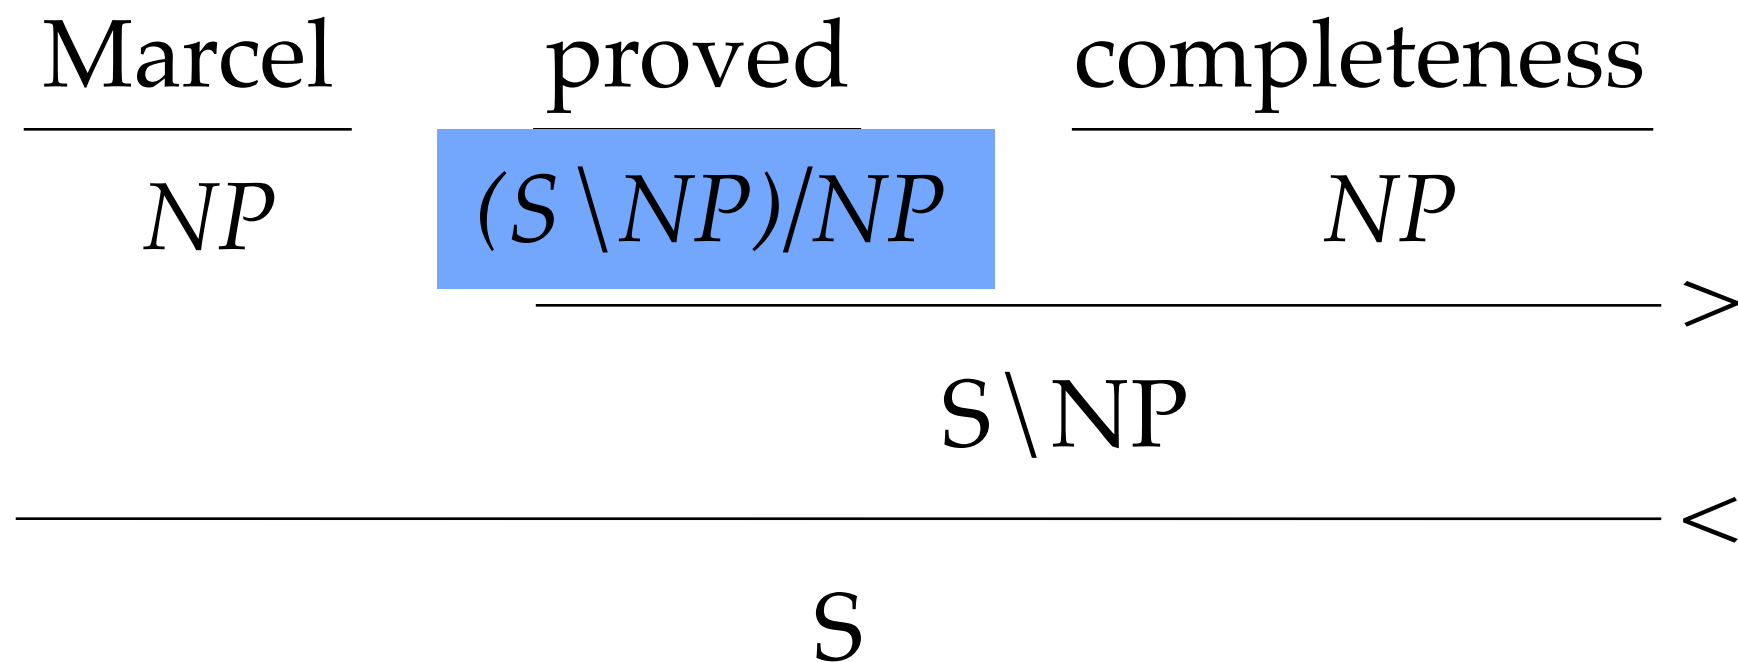 Marcel proved completeness
NP (S\NP)/NP NP
>
S\NP
<
S